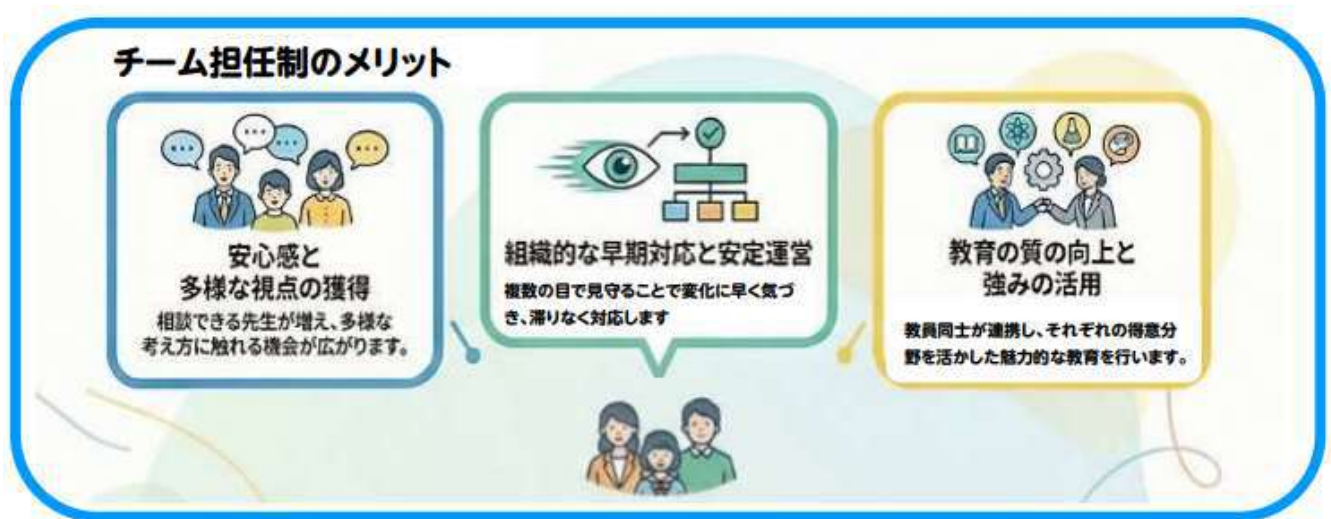 チーム担任制のメリット
安心感と
多様な視点の獲得
相談できる先生が増え、多様な
考え方に触れる機会が広がります。
組織的な早期対応と安定運営
複数の目で見守ることで変化に早く気づ
き、滞りなく対応します
教育の質の向上と
強みの活用
教員同士が連携し、それぞれの得意分
野を活かした魅力的な教育を行います。